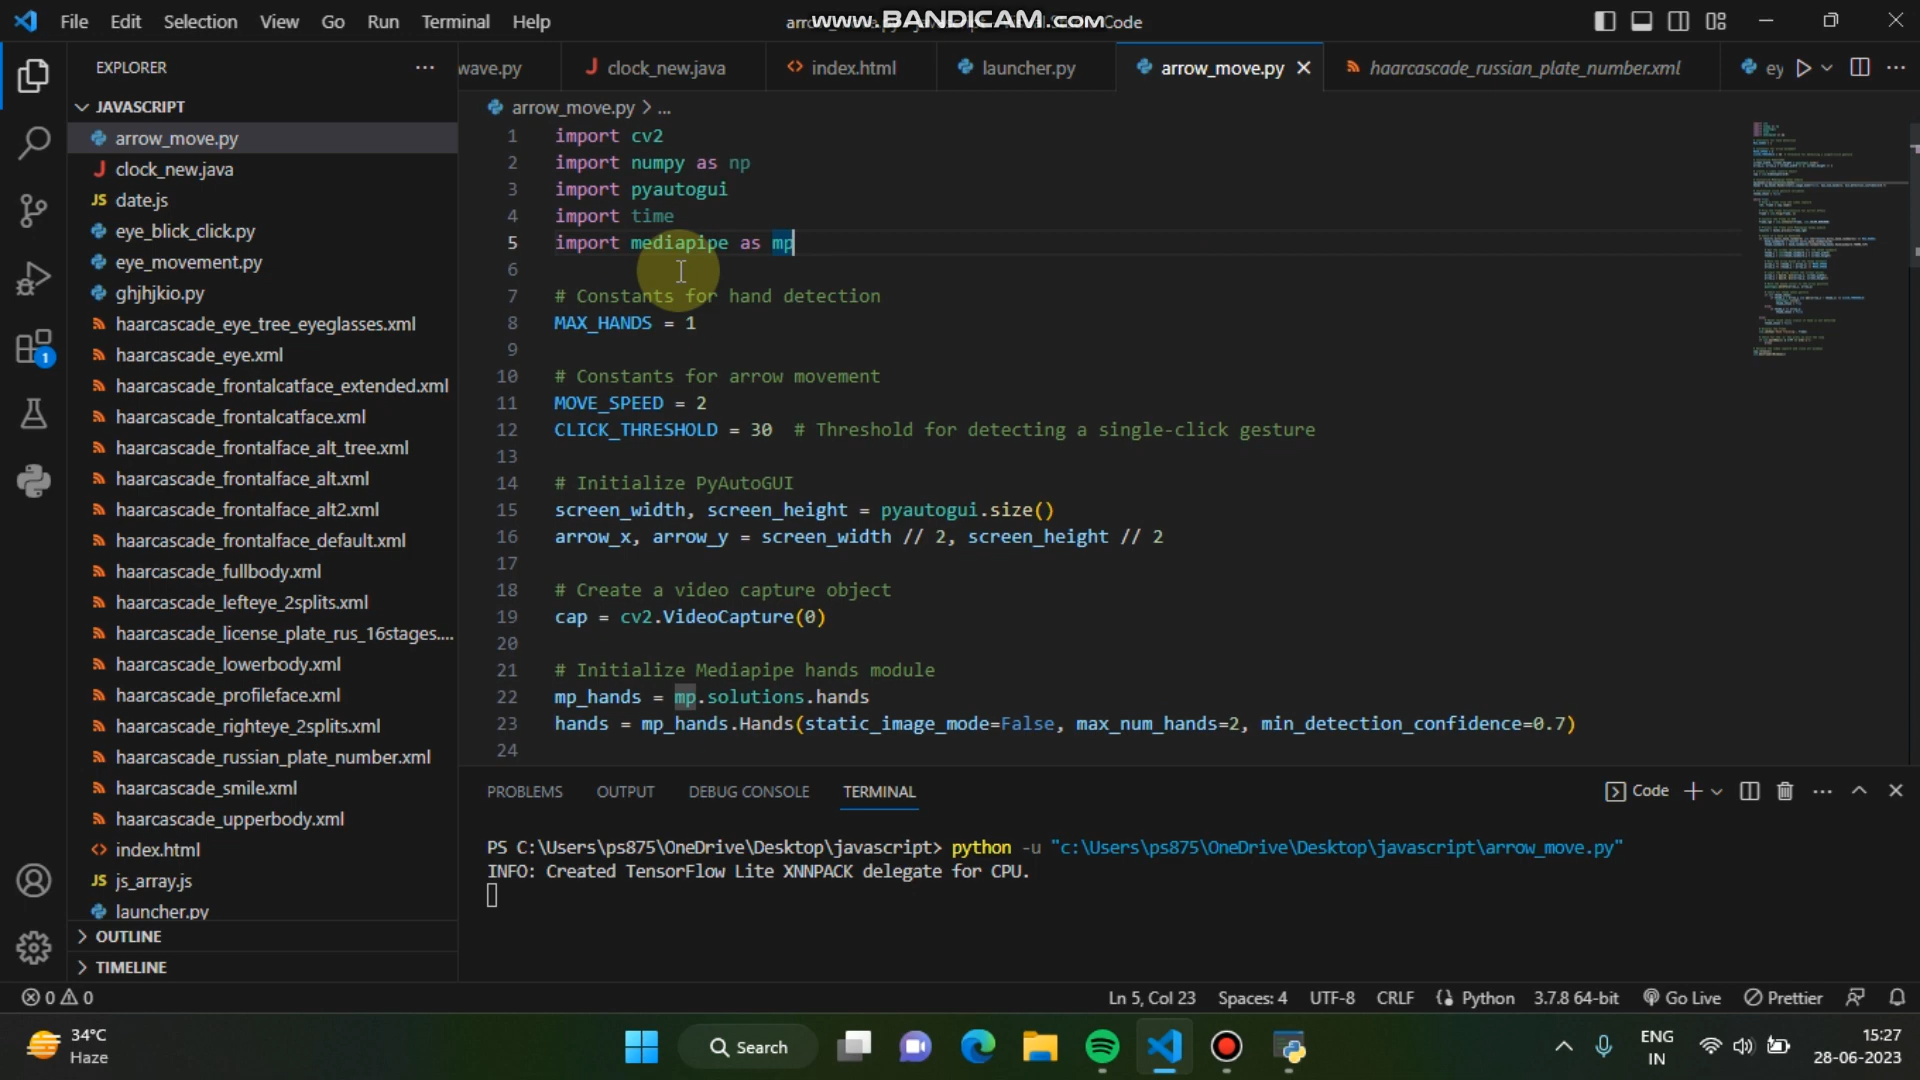 File Edit Selection View Go Run Terminal Help
www.BANDICAM.com
Code
EXPLORER
JAVASCRIPT
arrow_move.py
clock_new.java
date.js
eye_blick_click.py
eye_movement.py
ghjhjkio.py
haarcascade_eye_tree_eyeglasses.xml
haarcascade_eye.xml
haarcascade_frontalcatface_extended.xml
haarcascade_frontalcatface.xml
haarcascade_frontalface_alt_tree.xml
haarcascade_frontalface_alt.xml
haarcascade_frontalface_alt2.xml
haarcascade_frontalface_default.xml
haarcascade_fullbody.xml
haarcascade_lefteye_2splits.xml
haarcascade_license_plate_rus_16stages....
haarcascade_lowerbody.xml
haarcascade_profileface.xml
haarcascade_righteye_2splits.xml
haarcascade_russian_plate_number.xml
haarcascade_smile.xml
haarcascade_upperbody.xml
index.html
js_array.js
launcher.py
OUTLINE
TIMELINE
wave.py clock_new.java index.html launcher.py arrow_move.py haarcascade_russian_plate_number.xml ey
arrow_move.py > ...
1 import cv2
2 import numpy as np
3 import pyautogui
4 import time
5 import mediapipe as mp
6
7 # Constants for hand detection
8 MAX_HANDS = 1
9
10 # Constants for arrow movement
11 MOVE_SPEED = 2
12 CLICK_THRESHOLD = 30  # Threshold for detecting a single-click gesture
13
14 # Initialize PyAutoGUI
15 screen_width, screen_height = pyautogui.size()
16 arrow_x, arrow_y = screen_width // 2, screen_height // 2
17
18 # Create a video capture object
19 cap = cv2.VideoCapture(0)
20
21 # Initialize Mediapipe hands module
22 mp_hands = mp.solutions.hands
23 hands = mp_hands.Hands(static_image_mode=False, max_num_hands=2, min_detection_confidence=0.7)
24
PROBLEMS OUTPUT DEBUG CONSOLE TERMINAL
Code
PS C:\Users\ps875\OneDrive\Desktop\javascript> python -u "c:\Users\ps875\OneDrive\Desktop\javascript\arrow_move.py"
INFO: Created TensorFlow Lite XNNPACK delegate for CPU.
0 0 Ln 5, Col 23 Spaces: 4 UTF-8 CRLF Python 3.7.8 64-bit Go Live Prettier
34°C
Haze
Search
ENG
IN
15:27
28-06-2023